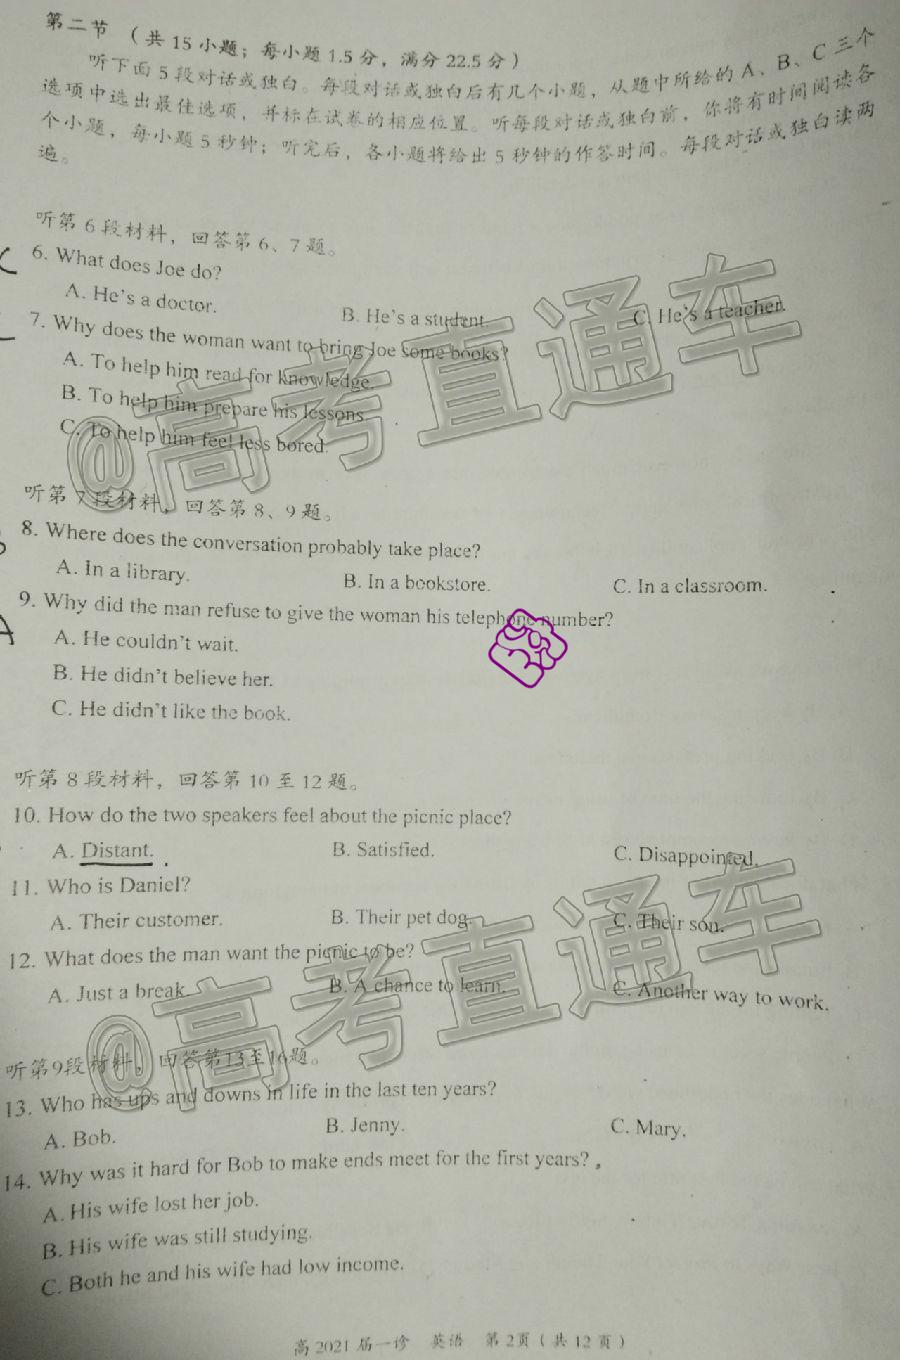 第二节 （共 15 小题；每小题 1.5 分，满分 22.5 分）
听下面 5 段对话或独白。每段对话或独白后有几个小题，从题中所给的 A、B、C 三个
选项中选出最佳选项，并标在试卷的相应位置。听每段对话或独白前，你将有时间阅读各
个小题，每小题 5 秒钟；听完后，各小题将给出 5 秒钟的作答时间。每段对话或独白读两
遍。
听第 6 段材料，回答第 6、7 题。
6. What does Joe do?
A. He's a doctor. B. He's a student. C. He's a teacher.
7. Why does the woman want to bring Joe some books?
A. To help him read for knowledge.
B. To help him prepare his lessons.
C. To help him feel less bored.
听第 7 段材料，回答第 8、9 题。
8. Where does the conversation probably take place?
A. In a library. B. In a bookstore. C. In a classroom.
9. Why did the man refuse to give the woman his telephone number?
A. He couldn't wait.
B. He didn't believe her.
C. He didn't like the book.
听第 8 段材料，回答第 10 至 12 题。
10. How do the two speakers feel about the picnic place?
A. Distant. B. Satisfied. C. Disappointed.
11. Who is Daniel?
A. Their customer. B. Their pet dog. C. Their son.
12. What does the man want the picnic to be?
A. Just a break. B. A chance to learn. C. Another way to work.
听第9段材料，回答第13至16题。
13. Who has ups and downs in life in the last ten years?
A. Bob. B. Jenny. C. Mary.
14. Why was it hard for Bob to make ends meet for the first years?
A. His wife lost her job.
B. His wife was still studying.
C. Both he and his wife had low income.
高 2021 届一诊 英语 第 2页（共 12 页）
@高考直通车
@高考直通车